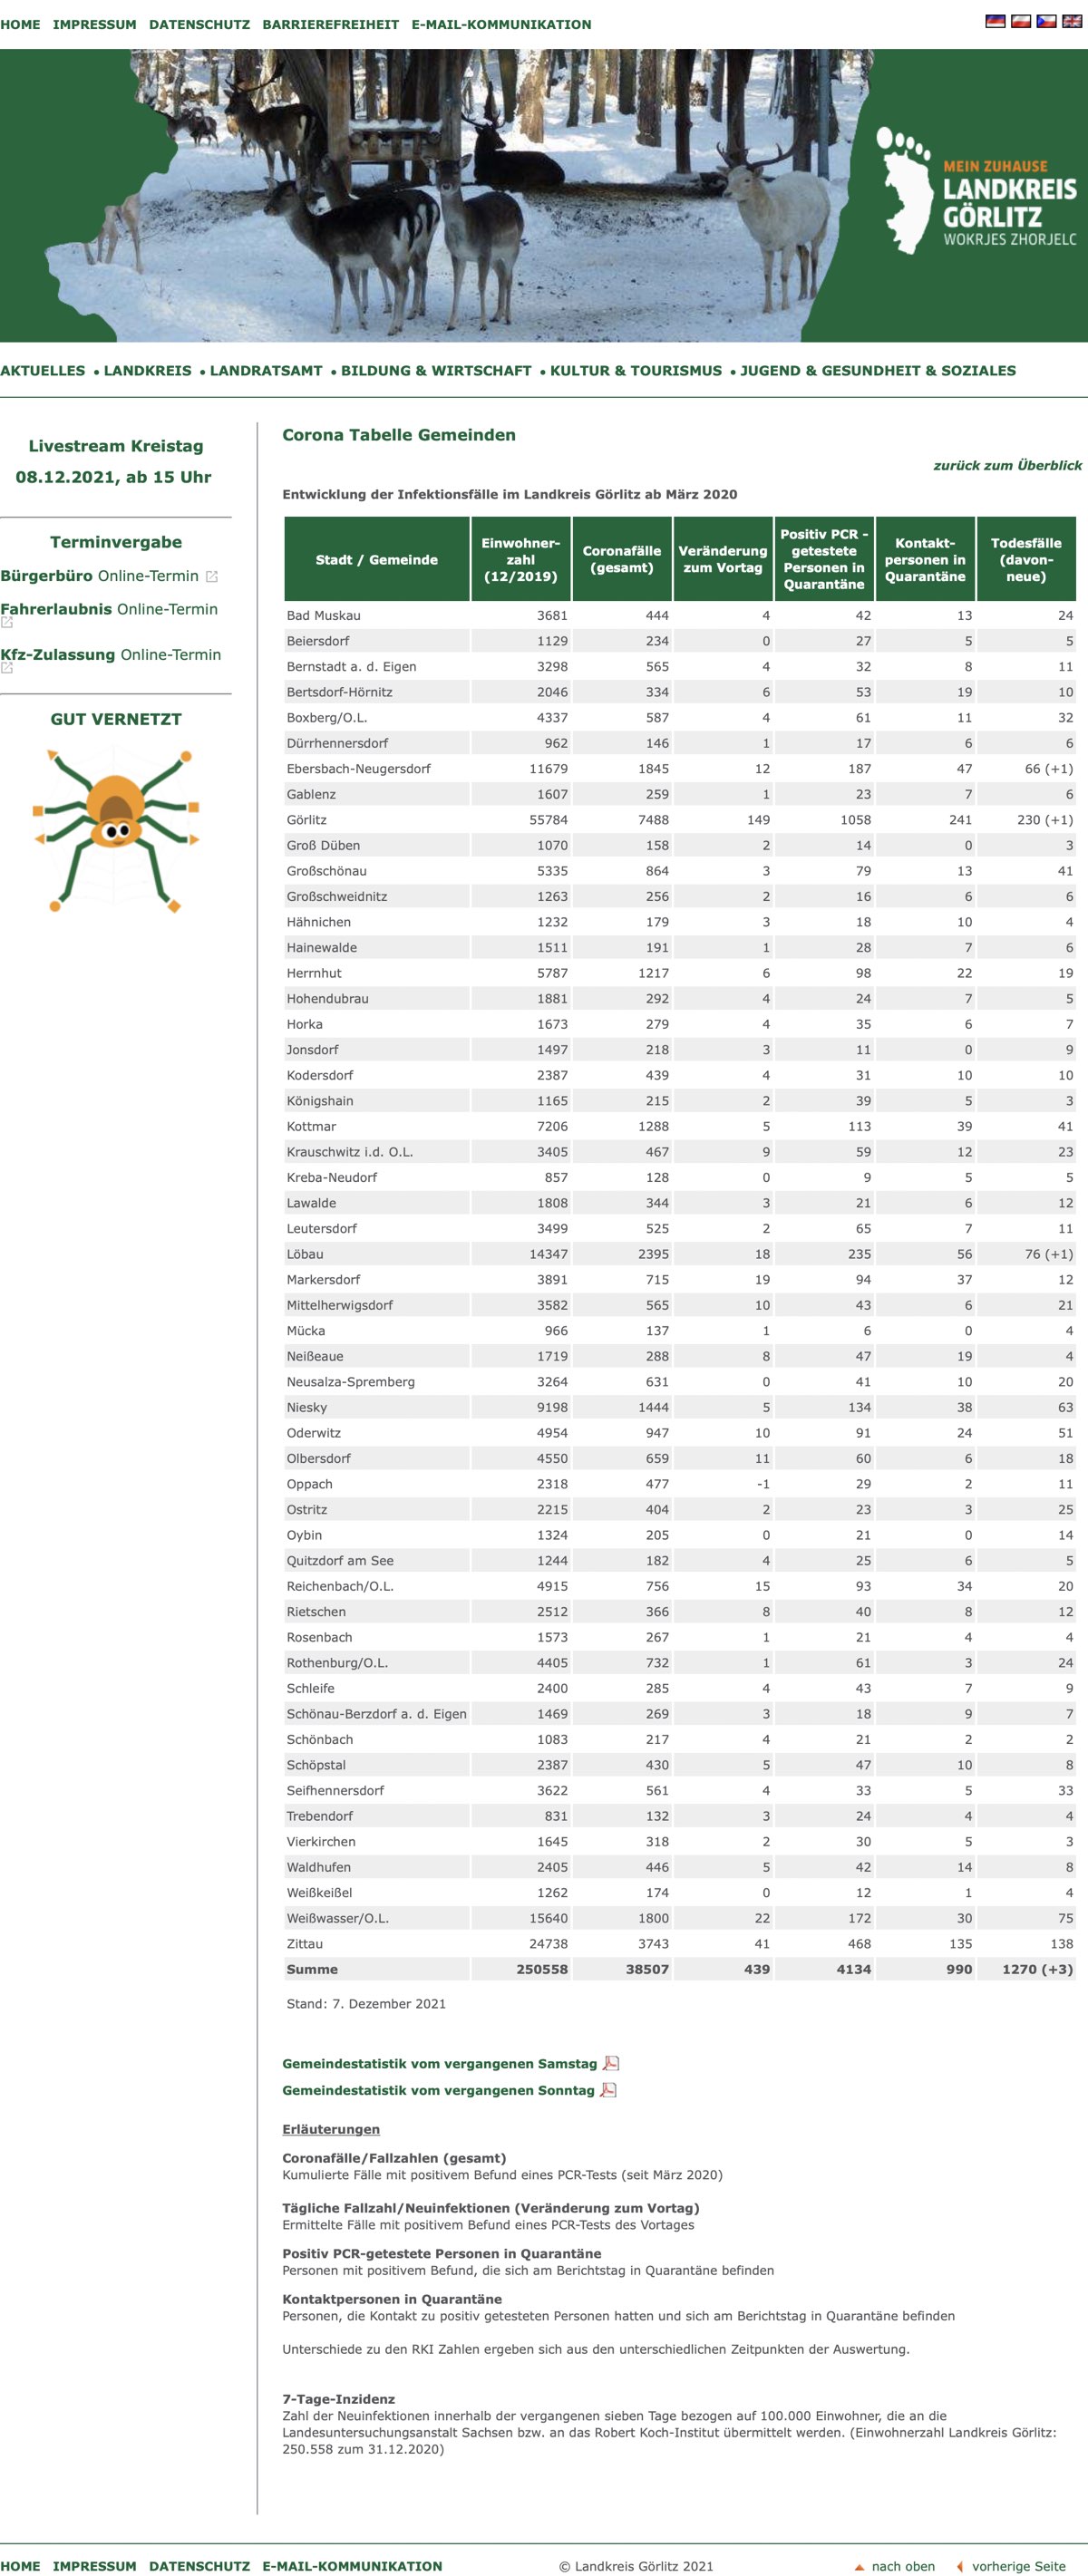 HOME IMPRESSUM DATENSCHUTZ BARRIEREFREIHEIT E-MAIL-KOMMUNIKATION
MEIN ZUHAUSE
LANDKREIS
GÖRLITZ
WOKRJES ZHORJELC
AKTUELLES • LANDKREIS • LANDRATSAMT • BILDUNG & WIRTSCHAFT • KULTUR & TOURISMUS • JUGEND & GESUNDHEIT & SOZIALES
Livestream Kreistag
08.12.2021, ab 15 Uhr
Terminvergabe
Bürgerbüro Online-Termin
Fahrerlaubnis Online-Termin
Kfz-Zulassung Online-Termin
GUT VERNETZT
Corona Tabelle Gemeinden
zurück zum Überblick
Entwicklung der Infektionsfälle im Landkreis Görlitz ab März 2020
Stadt / Gemeinde Einwohner-zahl (12/2019) Coronafälle (gesamt) Veränderung zum Vortag Positiv PCR - getestete Personen in Quarantäne Kontakt-personen in Quarantäne Todesfälle (davon-neue)
Bad Muskau 3681 444 4 42 13 24
Beiersdorf 1129 234 0 27 5 5
Bernstadt a. d. Eigen 3298 565 4 32 8 11
Bertsdorf-Hörnitz 2046 334 6 53 19 10
Boxberg/O.L. 4337 587 4 61 11 32
Dürrhennersdorf 962 146 1 17 6 6
Ebersbach-Neugersdorf 11679 1845 12 187 47 66 (+1)
Gablenz 1607 259 1 23 7 6
Görlitz 55784 7488 149 1058 241 230 (+1)
Groß Düben 1070 158 2 14 0 3
Großschönau 5335 864 3 79 13 41
Großschweidnitz 1263 256 2 16 6 6
Hähnichen 1232 179 3 18 10 4
Hainewalde 1511 191 1 28 7 6
Herrnhut 5787 1217 6 98 22 19
Hohendubrau 1881 292 4 24 7 5
Horka 1673 279 4 35 6 7
Jonsdorf 1497 218 3 11 0 9
Kodersdorf 2387 439 4 31 10 10
Königshain 1165 215 2 39 5 3
Kottmar 7206 1288 5 113 39 41
Krauschwitz i.d. O.L. 3405 467 9 59 12 23
Kreba-Neudorf 857 128 0 9 5 5
Lawalde 1808 344 3 21 6 12
Leutersdorf 3499 525 2 65 7 11
Löbau 14347 2395 18 235 56 76 (+1)
Markersdorf 3891 715 19 94 37 12
Mittelherwigsdorf 3582 565 10 43 6 21
Mücka 966 137 1 6 0 4
Neißeaue 1719 288 8 47 19 4
Neusalza-Spremberg 3264 631 0 41 10 20
Niesky 9198 1444 5 134 38 63
Oderwitz 4954 947 10 91 24 51
Olbersdorf 4550 659 11 60 6 18
Oppach 2318 477 -1 29 2 11
Ostritz 2215 404 2 23 3 25
Oybin 1324 205 0 21 0 14
Quitzdorf am See 1244 182 4 25 6 5
Reichenbach/O.L. 4915 756 15 93 34 20
Rietschen 2512 366 8 40 8 12
Rosenbach 1573 267 1 21 4 4
Rothenburg/O.L. 4405 732 1 61 3 24
Schleife 2400 285 4 43 7 9
Schönau-Berzdorf a. d. Eigen 1469 269 3 18 9 7
Schönbach 1083 217 4 21 2 2
Schöpstal 2387 430 5 47 10 8
Seifhennersdorf 3622 561 4 33 5 33
Trebendorf 831 132 3 24 4 4
Vierkirchen 1645 318 2 30 5 3
Waldhufen 2405 446 5 42 14 8
Weißkeißel 1262 174 0 12 1 4
Weißwasser/O.L. 15640 1800 22 172 30 75
Zittau 24738 3743 41 468 135 138
Summe 250558 38507 439 4134 990 1270 (+3)
Stand: 7. Dezember 2021
Gemeindestatistik vom vergangenen Samstag
Gemeindestatistik vom vergangenen Sonntag
Erläuterungen
Coronafälle/Fallzahlen (gesamt)
Kumulierte Fälle mit positivem Befund eines PCR-Tests (seit März 2020)
Tägliche Fallzahl/Neuinfektionen (Veränderung zum Vortag)
Ermittelte Fälle mit positivem Befund eines PCR-Tests des Vortages
Positiv PCR-getestete Personen in Quarantäne
Personen mit positivem Befund, die sich am Berichtstag in Quarantäne befinden
Kontaktpersonen in Quarantäne
Personen, die Kontakt zu positiv getesteten Personen hatten und sich am Berichtstag in Quarantäne befinden
Unterschiede zu den RKI Zahlen ergeben sich aus den unterschiedlichen Zeitpunkten der Auswertung.
7-Tage-Inzidenz
Zahl der Neuinfektionen innerhalb der vergangenen sieben Tage bezogen auf 100.000 Einwohner, die an die
Landesuntersuchungsanstalt Sachsen bzw. an das Robert Koch-Institut übermittelt werden. (Einwohnerzahl Landkreis Görlitz:
250.558 zum 31.12.2020)
HOME IMPRESSUM DATENSCHUTZ E-MAIL-KOMMUNIKATION © Landkreis Görlitz 2021 nach oben vorherige Seite